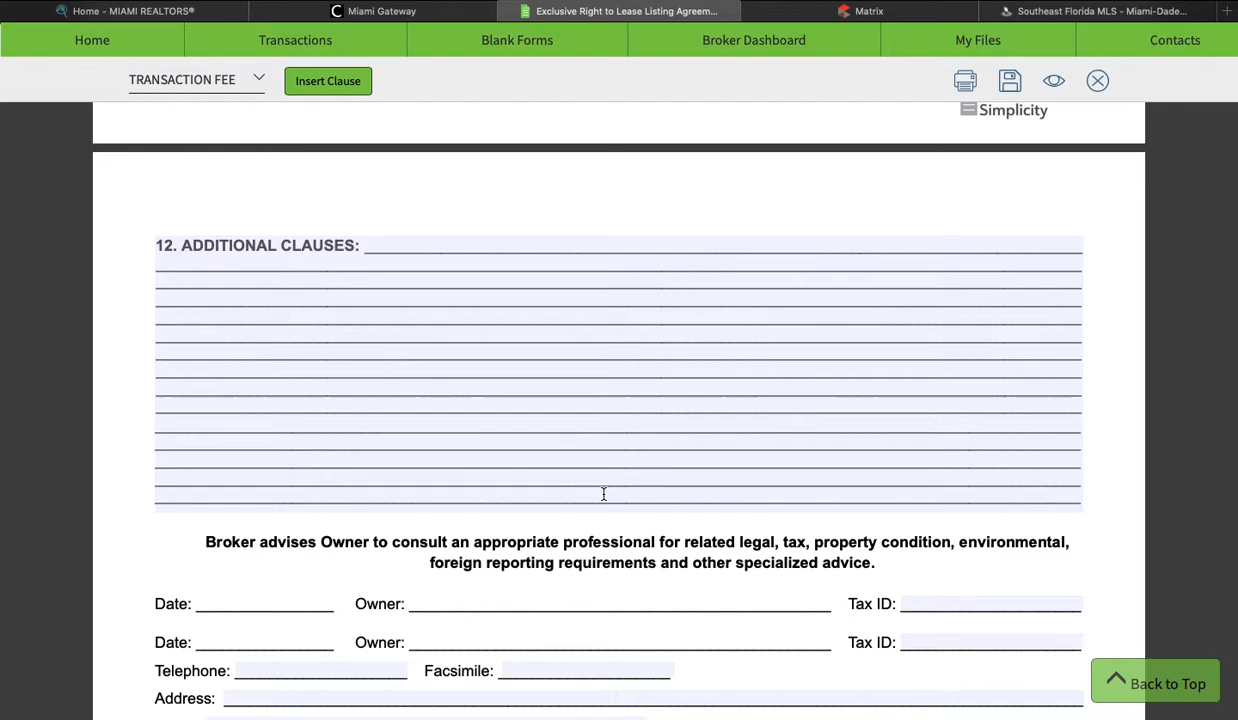 Home - MIAMI REALTORS®
Miami Gateway
Exclusive Right to Lease Listing Agreem...
Matrix
Southeast Florida MLS - Miami-Dade...
Home
Transactions
Blank Forms
Broker Dashboard
My Files
Contacts
TRANSACTION FEE
Insert Clause
Simplicity
12. ADDITIONAL CLAUSES:
Broker advises Owner to consult an appropriate professional for related legal, tax, property condition, environmental,
foreign reporting requirements and other specialized advice.
Date: Owner: Tax ID:
Date: Owner: Tax ID:
Telephone: Facsimile:
Address:
Back to Top